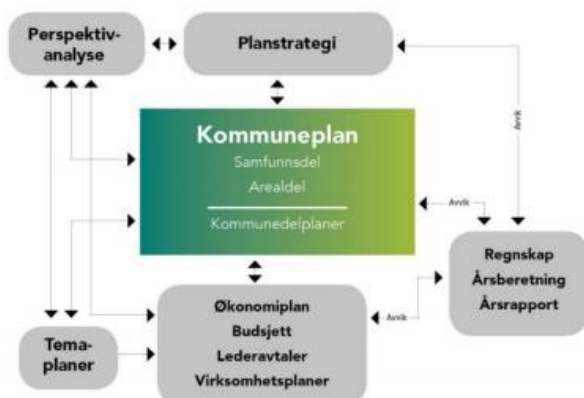 Perspektiv-
analyse
Planstrategi
Avvik
Kommuneplan
Samfunnsdel
Arealdel
Kommunedelplaner
Avvik
Regnskap
Årsberetning
Årsrapport
Økonomiplan
Budsjett
Lederavtaler
Virksomhetsplaner
Avvik
Tema-
planer